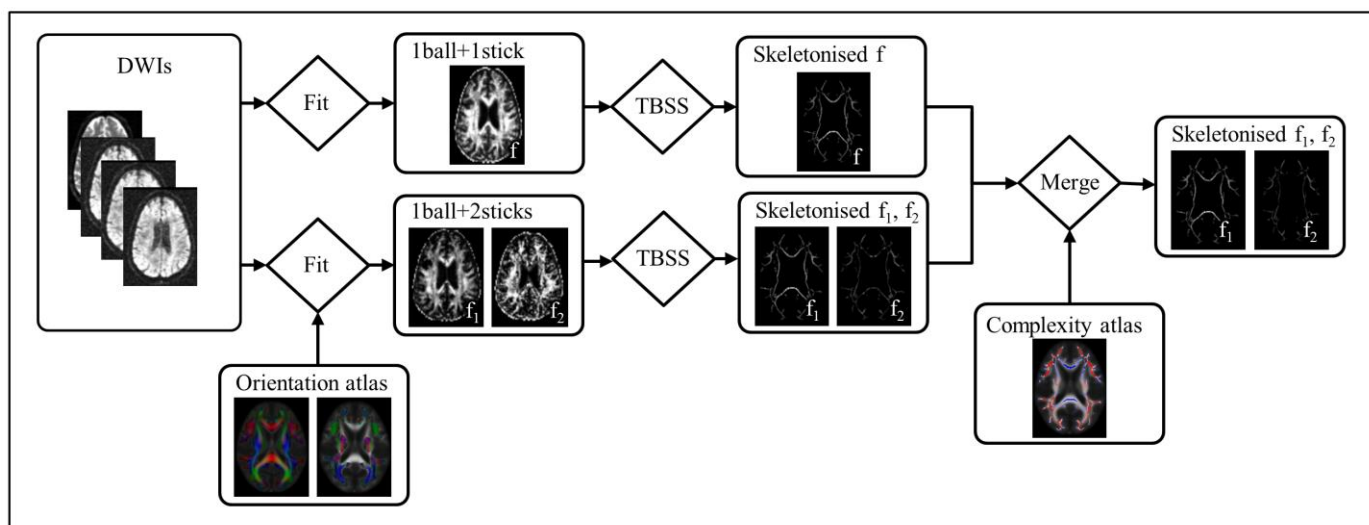 DWIs
Fit
1ball+1stick
f
TBSS
Skeletonised f
f
Fit
1ball+2sticks
f₁
f₂
TBSS
Skeletonised f₁, f₂
f₁
f₂
Merge
Skeletonised f₁, f₂
f₁
f₂
Orientation atlas
Complexity atlas